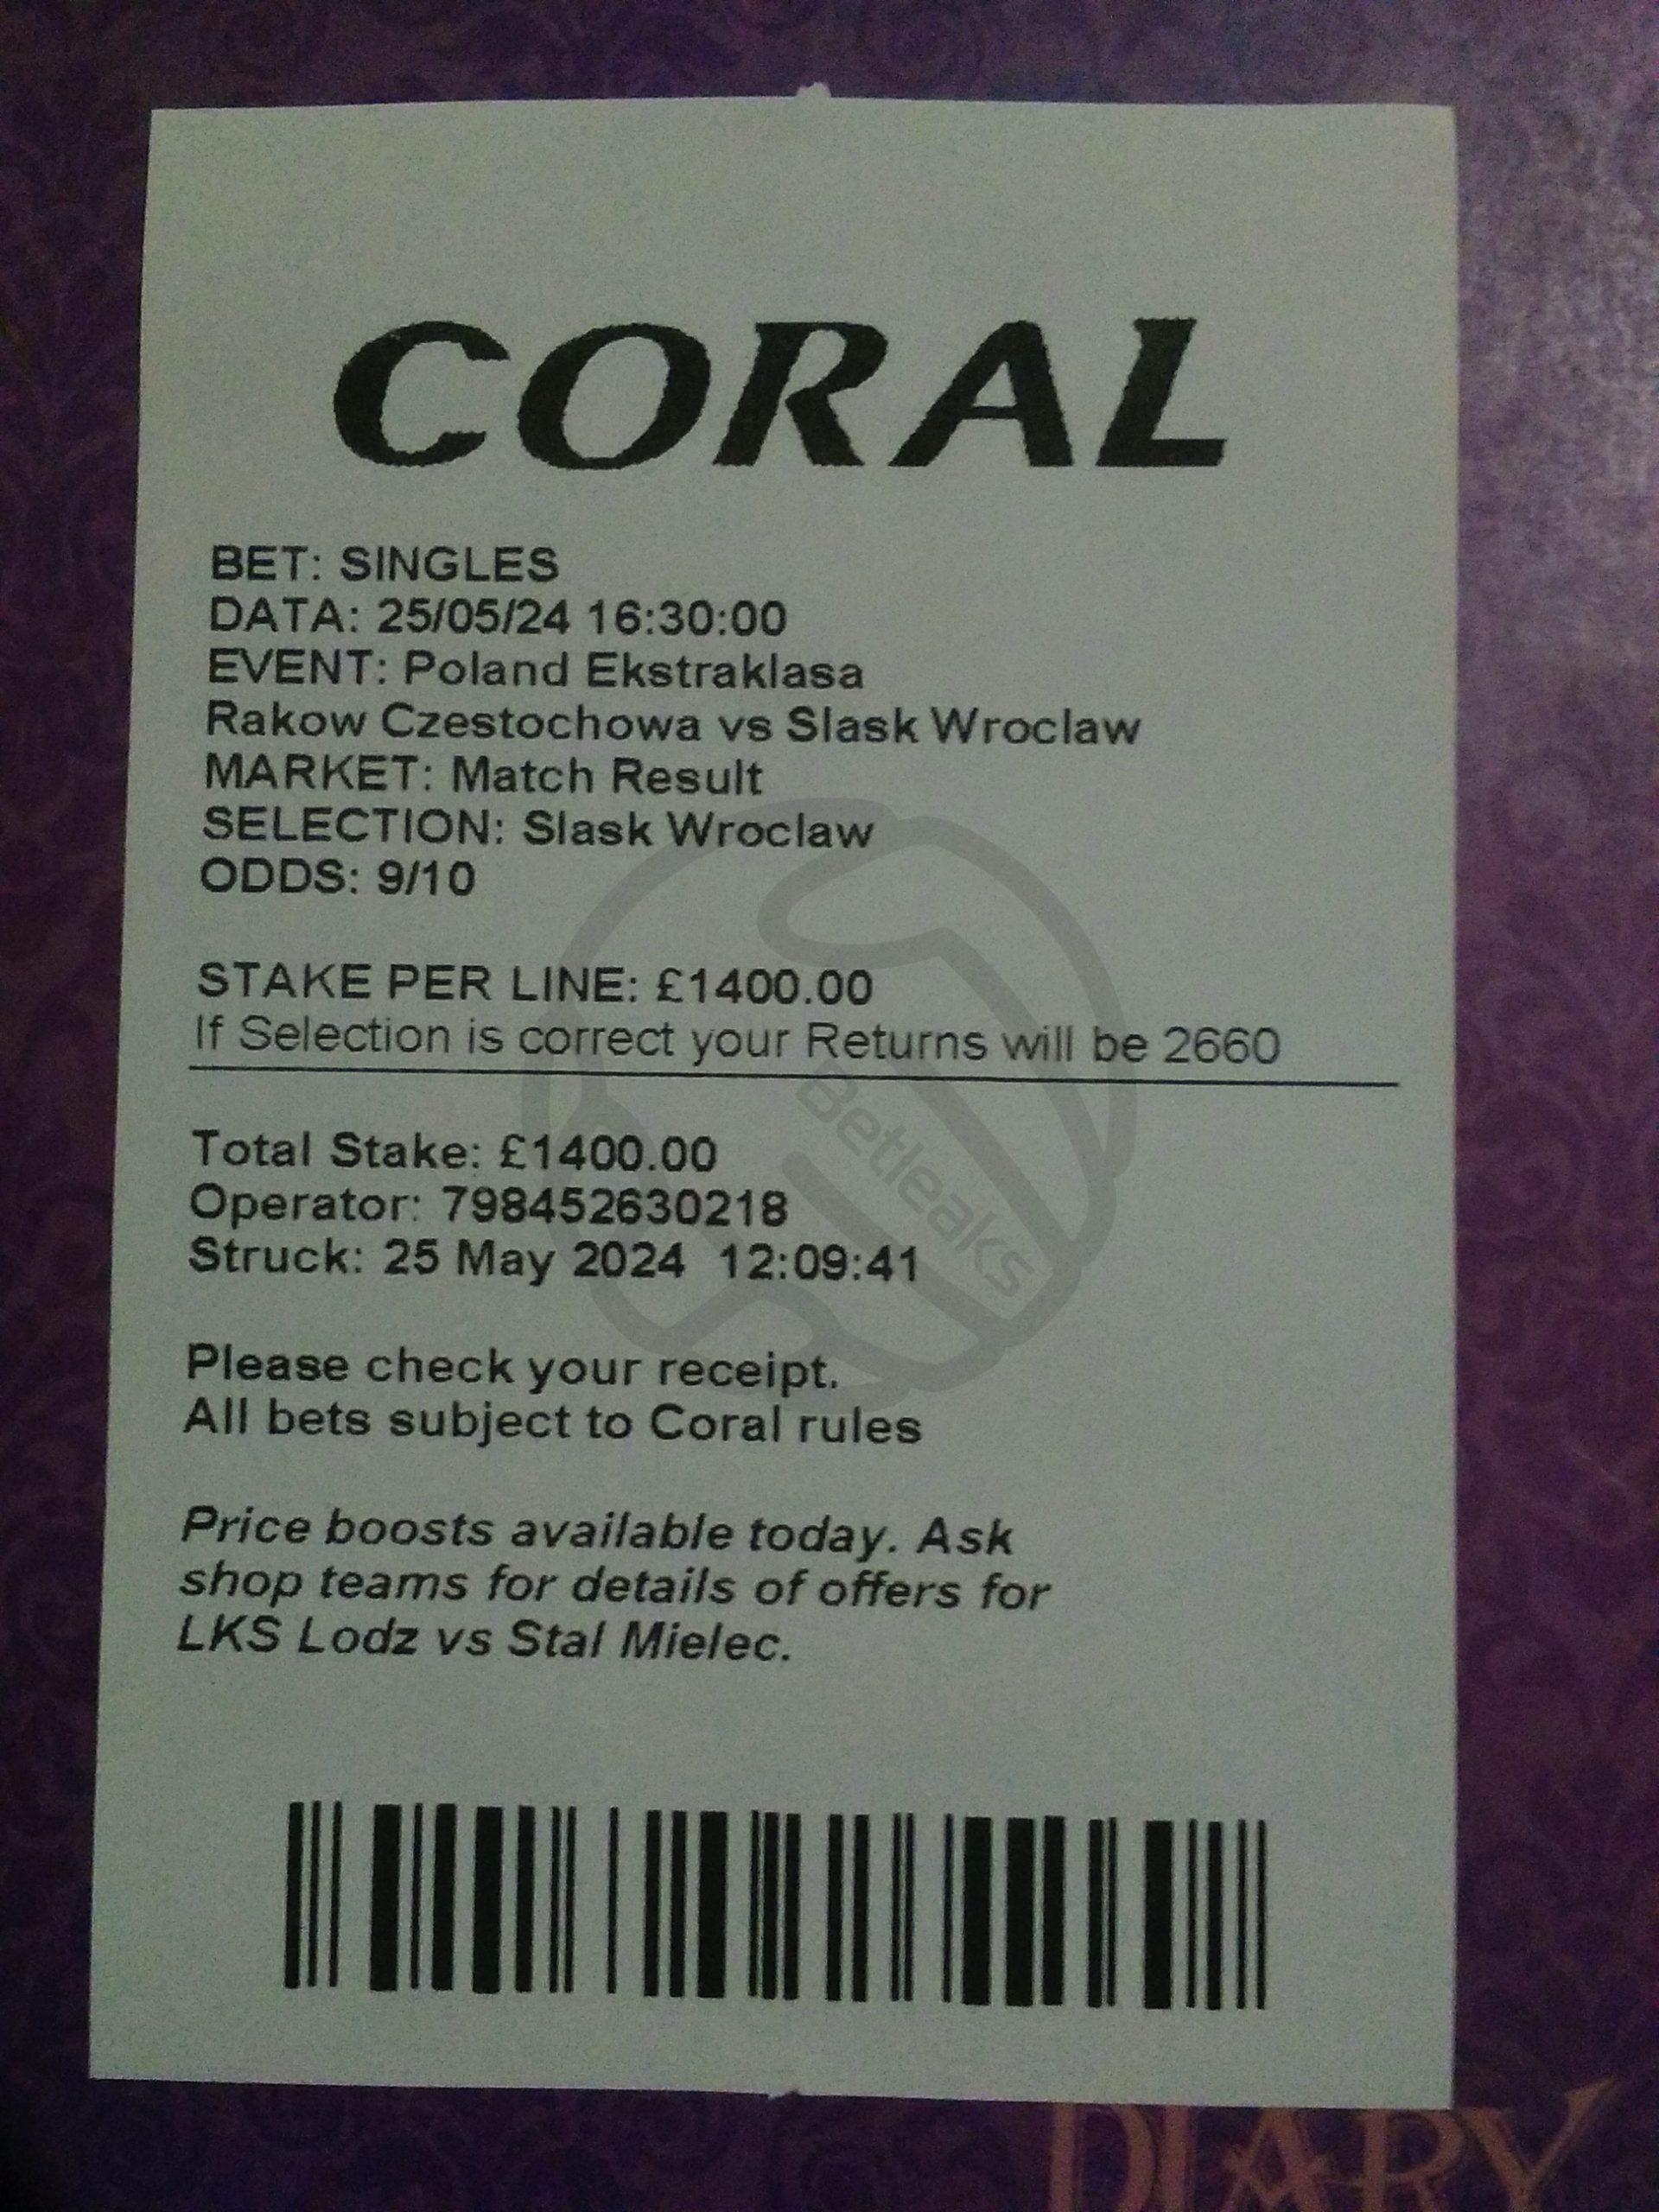 CORAL
BET: SINGLES
DATA: 25/05/24 16:30:00
EVENT: Poland Ekstraklasa
Rakow Czestochowa vs Slask Wroclaw
MARKET: Match Result
SELECTION: Slask Wroclaw
ODDS: 9/10
STAKE PER LINE: £1400.00
If Selection is correct your Returns will be 2660
Betleaks
Total Stake: £1400.00
Operator: 798452630218
Struck: 25 May 2024 12:09:41
Please check your receipt.
All bets subject to Coral rules
Price boosts available today. Ask
shop teams for details of offers for
LKS Lodz vs Stal Mielec.
DIARY